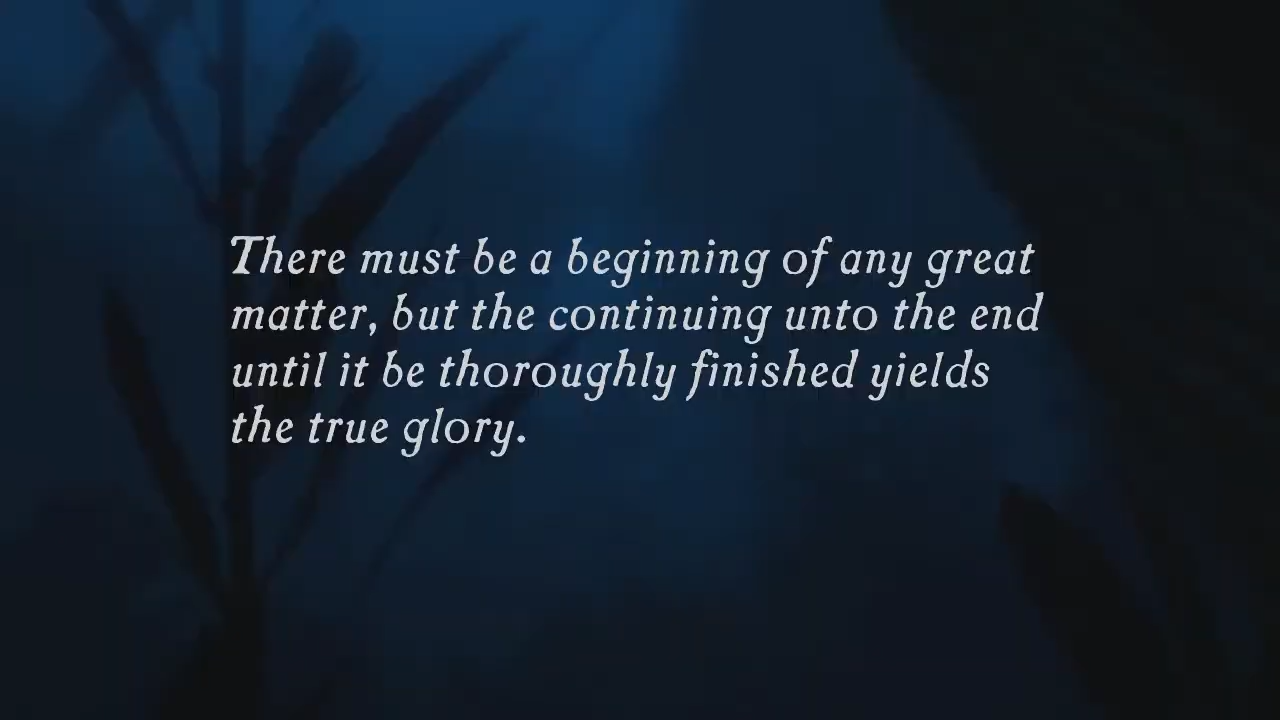 There must be a beginning of any great
matter, but the continuing unto the end
until it be thoroughly finished yields
the true glory.